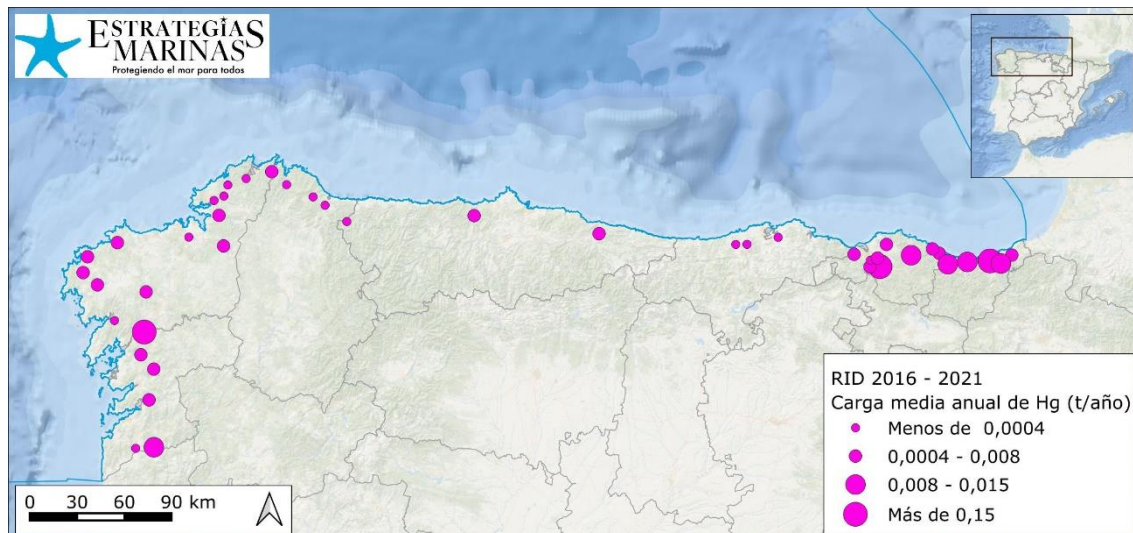 ESTRATEGIAS
MARINAS
Protegiendo el mar para todos
RID 2016 - 2021
Carga media anual de Hg (t/año)
Menos de 0,0004
0,0004 - 0,008
0,008 - 0,015
Más de 0,15
0 30 60 90 km